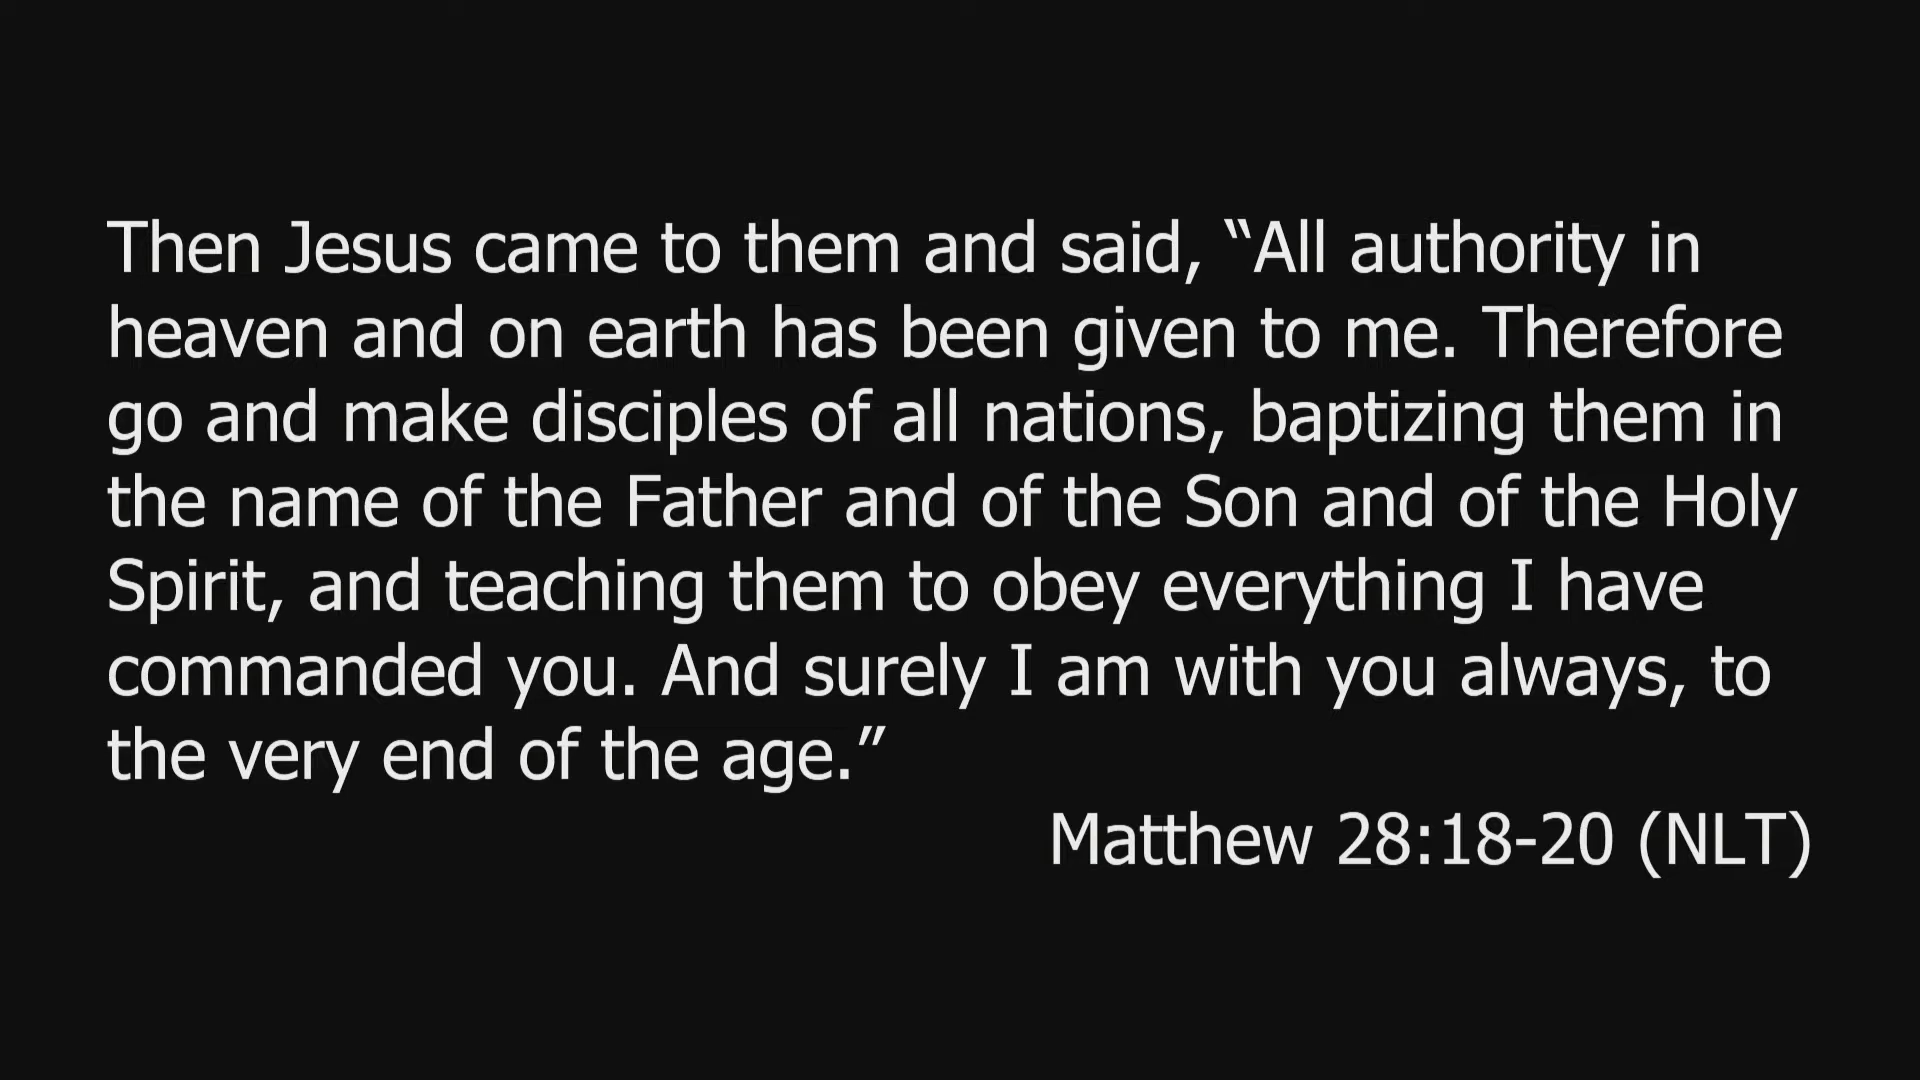 Then Jesus came to them and said, “All authority in
heaven and on earth has been given to me. Therefore
go and make disciples of all nations, baptizing them in
the name of the Father and of the Son and of the Holy
Spirit, and teaching them to obey everything I have
commanded you. And surely I am with you always, to
the very end of the age.”
Matthew 28:18-20 (NLT)